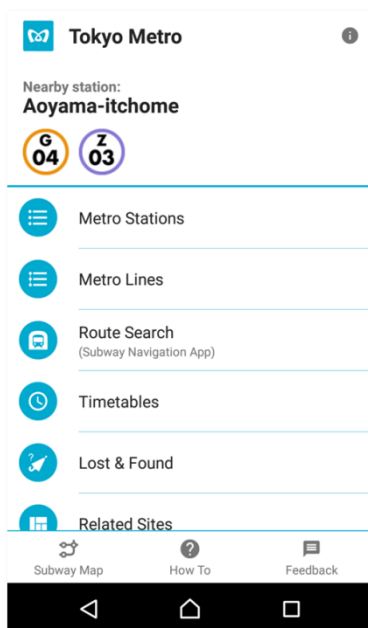 Tokyo Metro
Nearby station:
Aoyama-itchome
G
04
Z
03
Metro Stations
Metro Lines
Route Search
(Subway Navigation App)
Timetables
Lost & Found
Related Sites
Subway Map
How To
Feedback